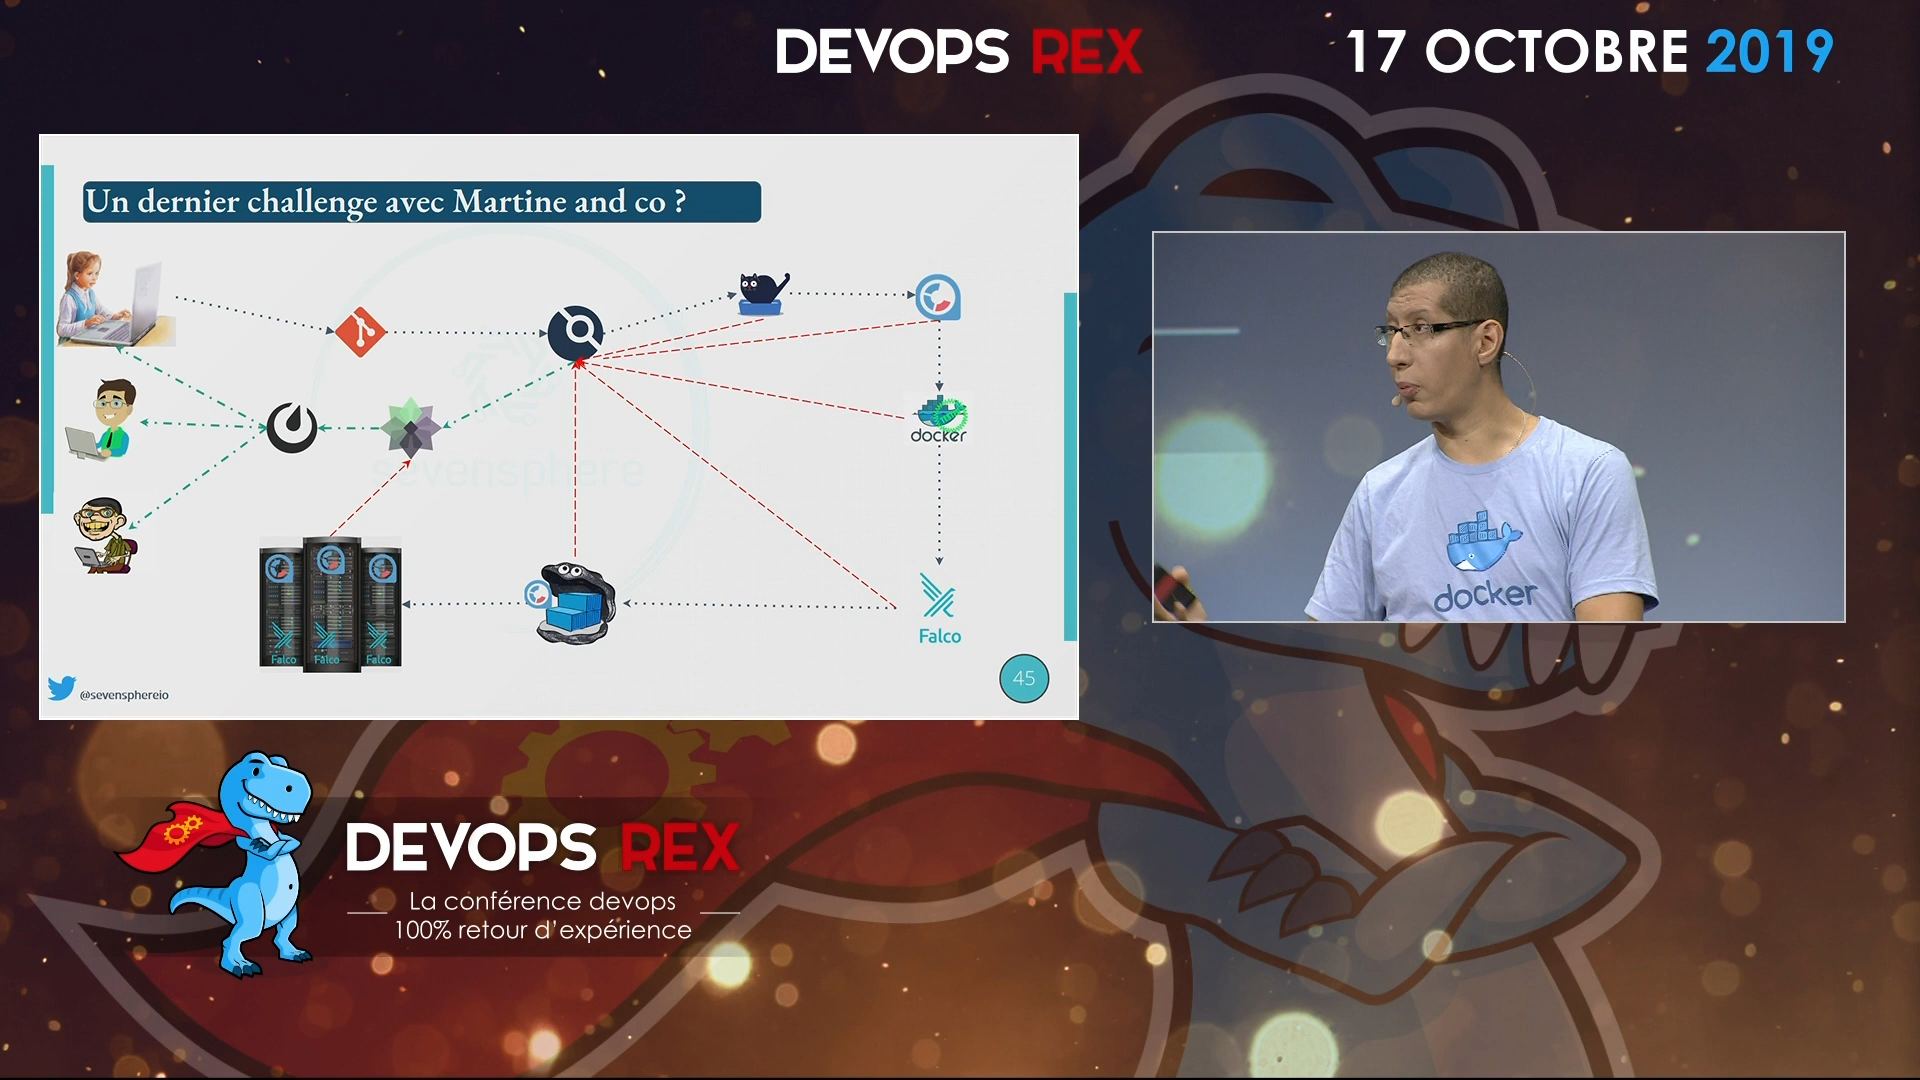 DEVOPS REX
17 OCTOBRE 2019
Un dernier challenge avec Martine and co ?
docker
sevensphere
Falco
Falco Falco Falco
@sevensphereio
45
docker
DEVOPS REX
La conférence devops
100% retour d'expérience